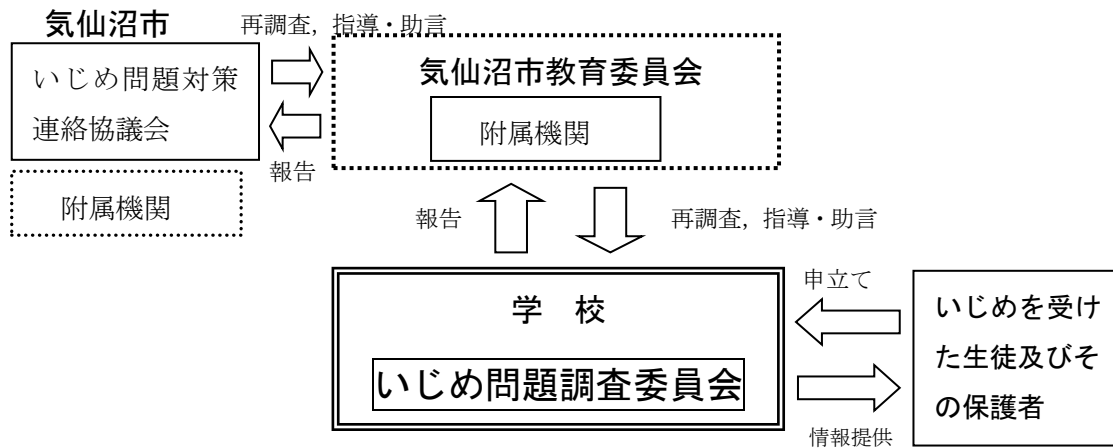 気仙沼市
再調査，指導・助言
いじめ問題対策
連絡協議会
気仙沼市教育委員会
附属機関
報告
附属機関
報告
再調査，指導・助言
学　校
いじめ問題調査委員会
申立て
情報提供
いじめを受け
た生徒及びそ
の保護者